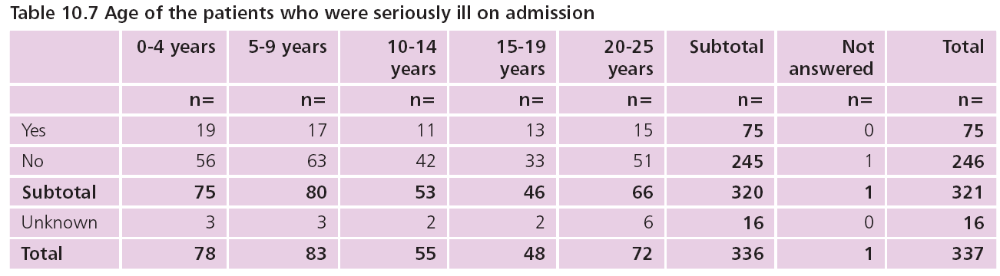 Table 10.7 Age of the patients who were seriously ill on admission
0-4 years 5-9 years 10-14 years 15-19 years 20-25 years Subtotal Not answered Total
n= n= n= n= n= n= n= n=
Yes 19 17 11 13 15 75 0 75
No 56 63 42 33 51 245 1 246
Subtotal 75 80 53 46 66 320 1 321
Unknown 3 3 2 2 6 16 0 16
Total 78 83 55 48 72 336 1 337